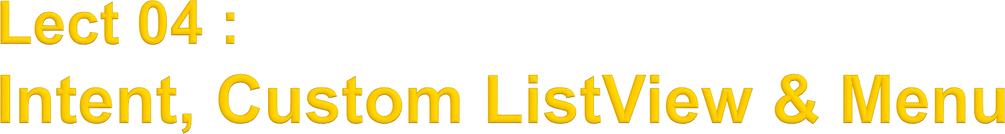 Lect 04 :
Intent, Custom ListView & Menu